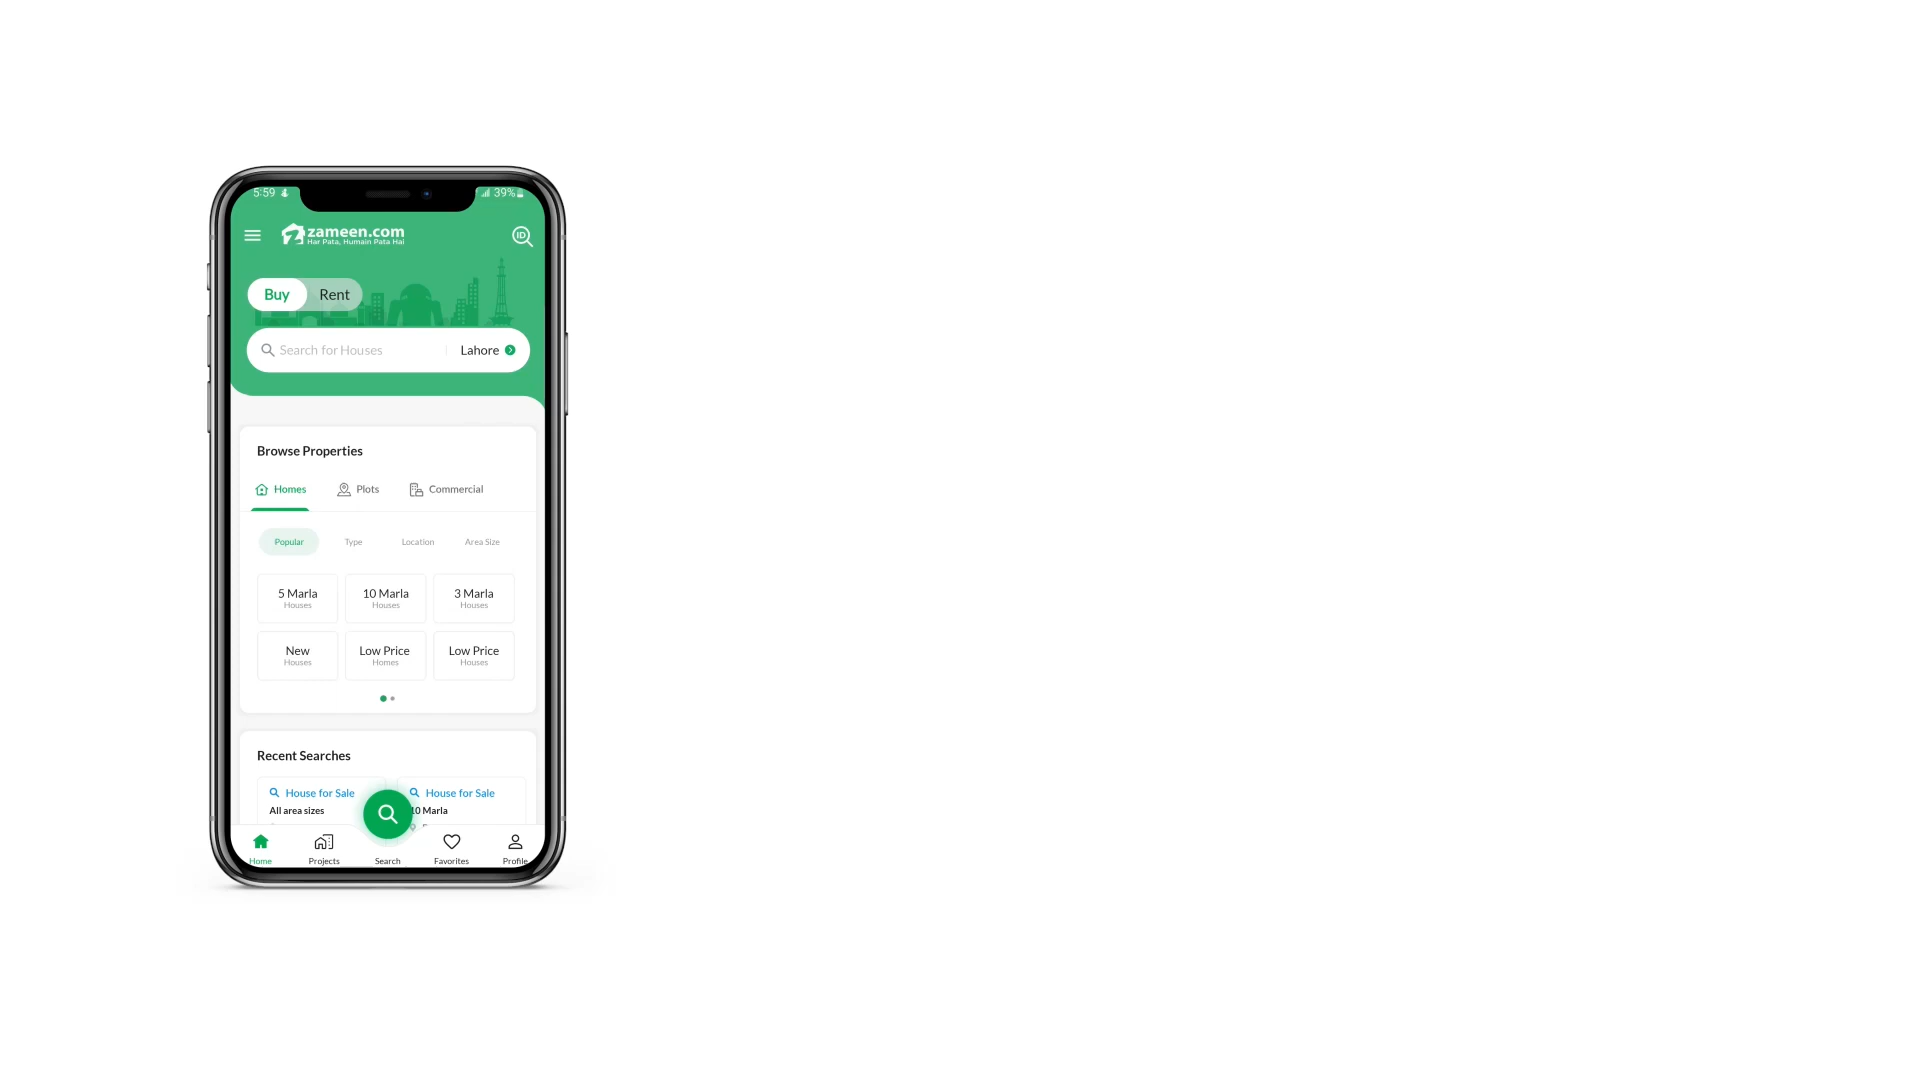 5:59
39%
zameen.com
Har Pata, Humain Pata Hai
ID
Buy Rent
Search for Houses Lahore
Browse Properties
Homes Plots Commercial
Popular Type Location Area Size
5 Marla 10 Marla 3 Marla
Houses Houses Houses
New Low Price Low Price
Houses Homes Houses
Recent Searches
House for Sale House for Sale
All area sizes 10 Marla
Home Projects Search Favorites Profile